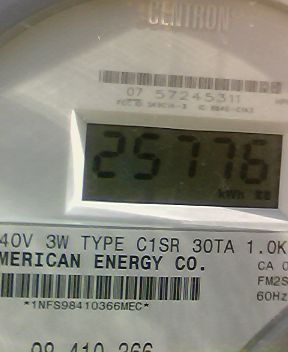 CENTRON
07 57245311
25776
kWh
40V 3W TYPE C1SR 30TA 1.0K
MERICAN ENERGY CO.
CA 0
FM2S
*1NFS98410366MEC*
60Hz
98 410 366